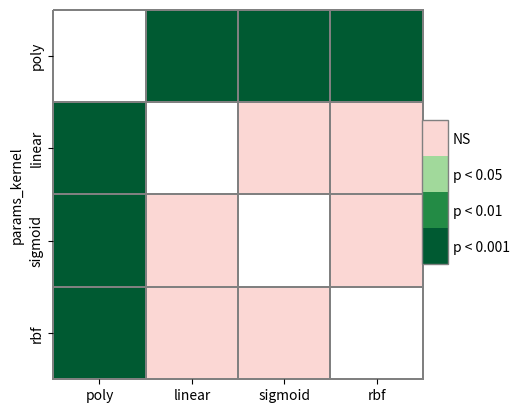 params_kernel
poly
linear
sigmoid
rbf
poly
linear
sigmoid
rbf
NS
p < 0.05
p < 0.01
p < 0.001